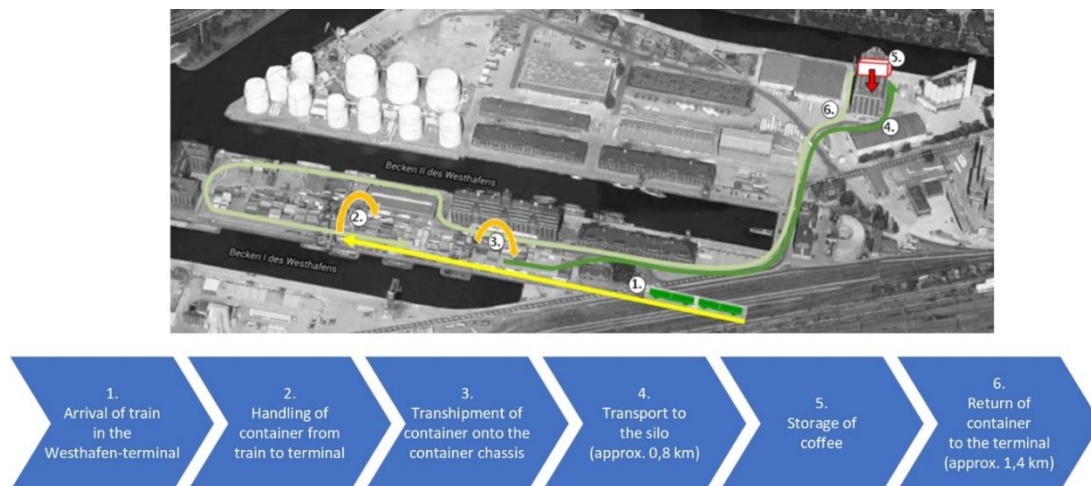 5.
6.
4.
Becken II des Westhafens
2.
3.
Becken I des Westhafens
1.
1.
Arrival of train
in the
Westhafen-terminal
2.
Handling of
container from
train to terminal
3.
Transhipment of
container onto the
container chassis
4.
Transport to
the silo
(approx. 0,8 km)
5.
Storage of
coffee
6.
Return of
container
to the terminal
(approx. 1,4 km)